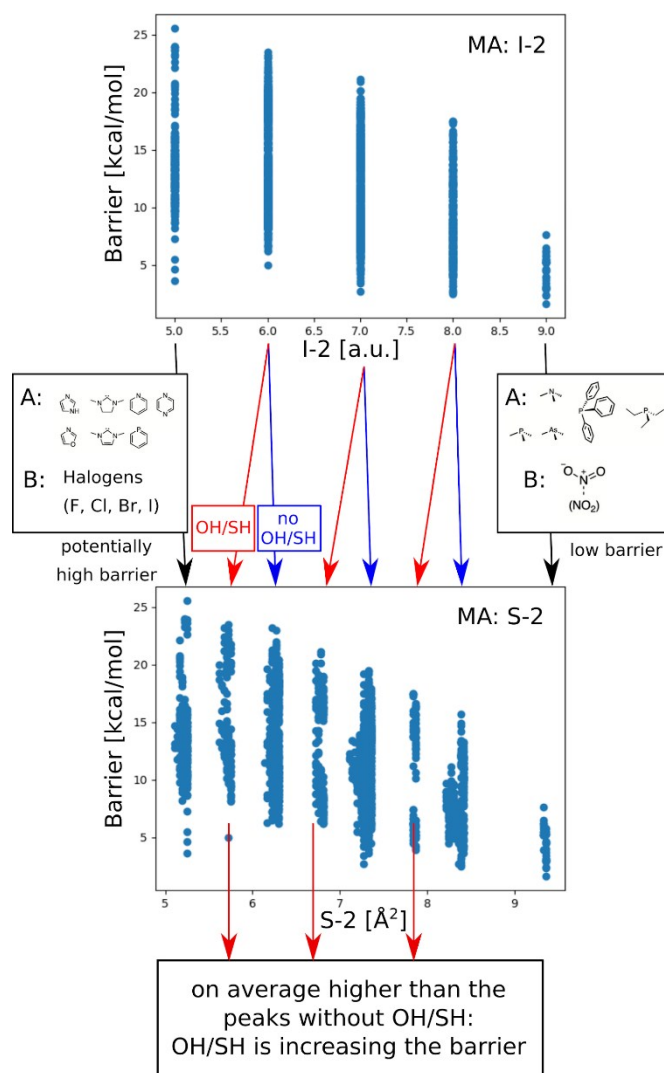 MA: I-2
Barrier [kcal/mol]
25
20
15
10
5
5.0 5.5 6.0 6.5 7.0 7.5 8.0 8.5 9.0
I-2 [a.u.]
A:
N
NH
N N
N
N
N
N
O
N N
P
B: Halogens
(F, Cl, Br, I)
potentially
high barrier
OH/SH
no
OH/SH
A:
N
P
P
P
As
B:
⁻O N⁺ O
(NO₂)
low barrier
MA: S-2
Barrier [kcal/mol]
25
20
15
10
5
5 6 7 8 9
S-2 [Å²]
on average higher than the
peaks without OH/SH:
OH/SH is increasing the barrier